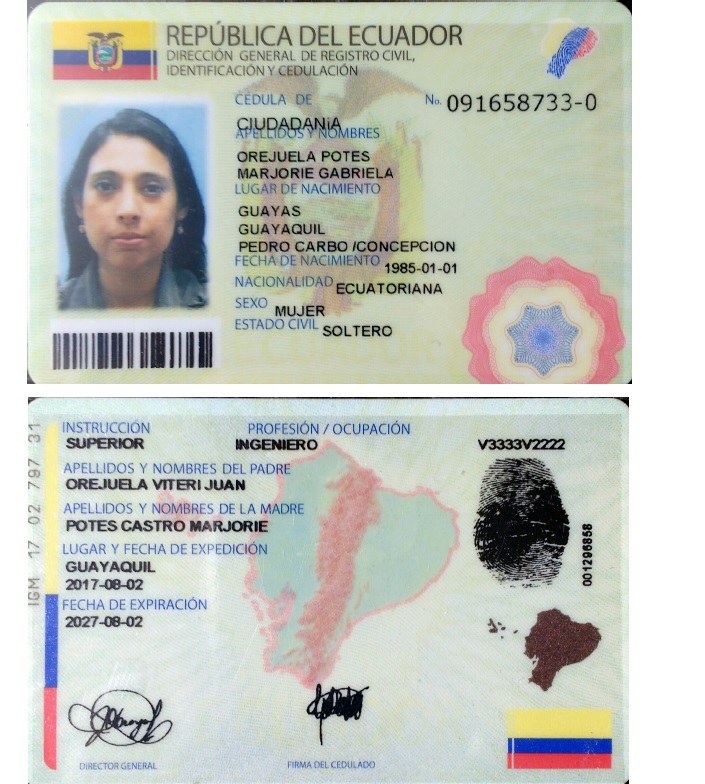 REPÚBLICA DEL ECUADOR
DIRECCIÓN GENERAL DE REGISTRO CIVIL,
IDENTIFICACIÓN Y CEDULACIÓN
CÉDULA DE No. 091658733-0
CIUDADANíA
APELLIDOS Y NOMBRES
OREJUELA POTES
MARJORIE GABRIELA
LUGAR DE NACIMIENTO
GUAYAS
GUAYAQUIL
PEDRO CARBO /CONCEPCION
FECHA DE NACIMIENTO 1985-01-01
NACIONALIDAD ECUATORIANA
SEXO MUJER
ESTADO CIVIL SOLTERO
INSTRUCCIÓN PROFESIÓN / OCUPACIÓN
SUPERIOR INGENIERO V3333V2222
APELLIDOS Y NOMBRES DEL PADRE
OREJUELA VITERI JUAN
APELLIDOS Y NOMBRES DE LA MADRE
POTES CASTRO MARJORIE
LUGAR Y FECHA DE EXPEDICIÓN
GUAYAQUIL
2017-08-02
FECHA DE EXPIRACIÓN
2027-08-02
IGM 17 02 797 31
001296858
DIRECTOR GENERAL FIRMA DEL CEDULADO